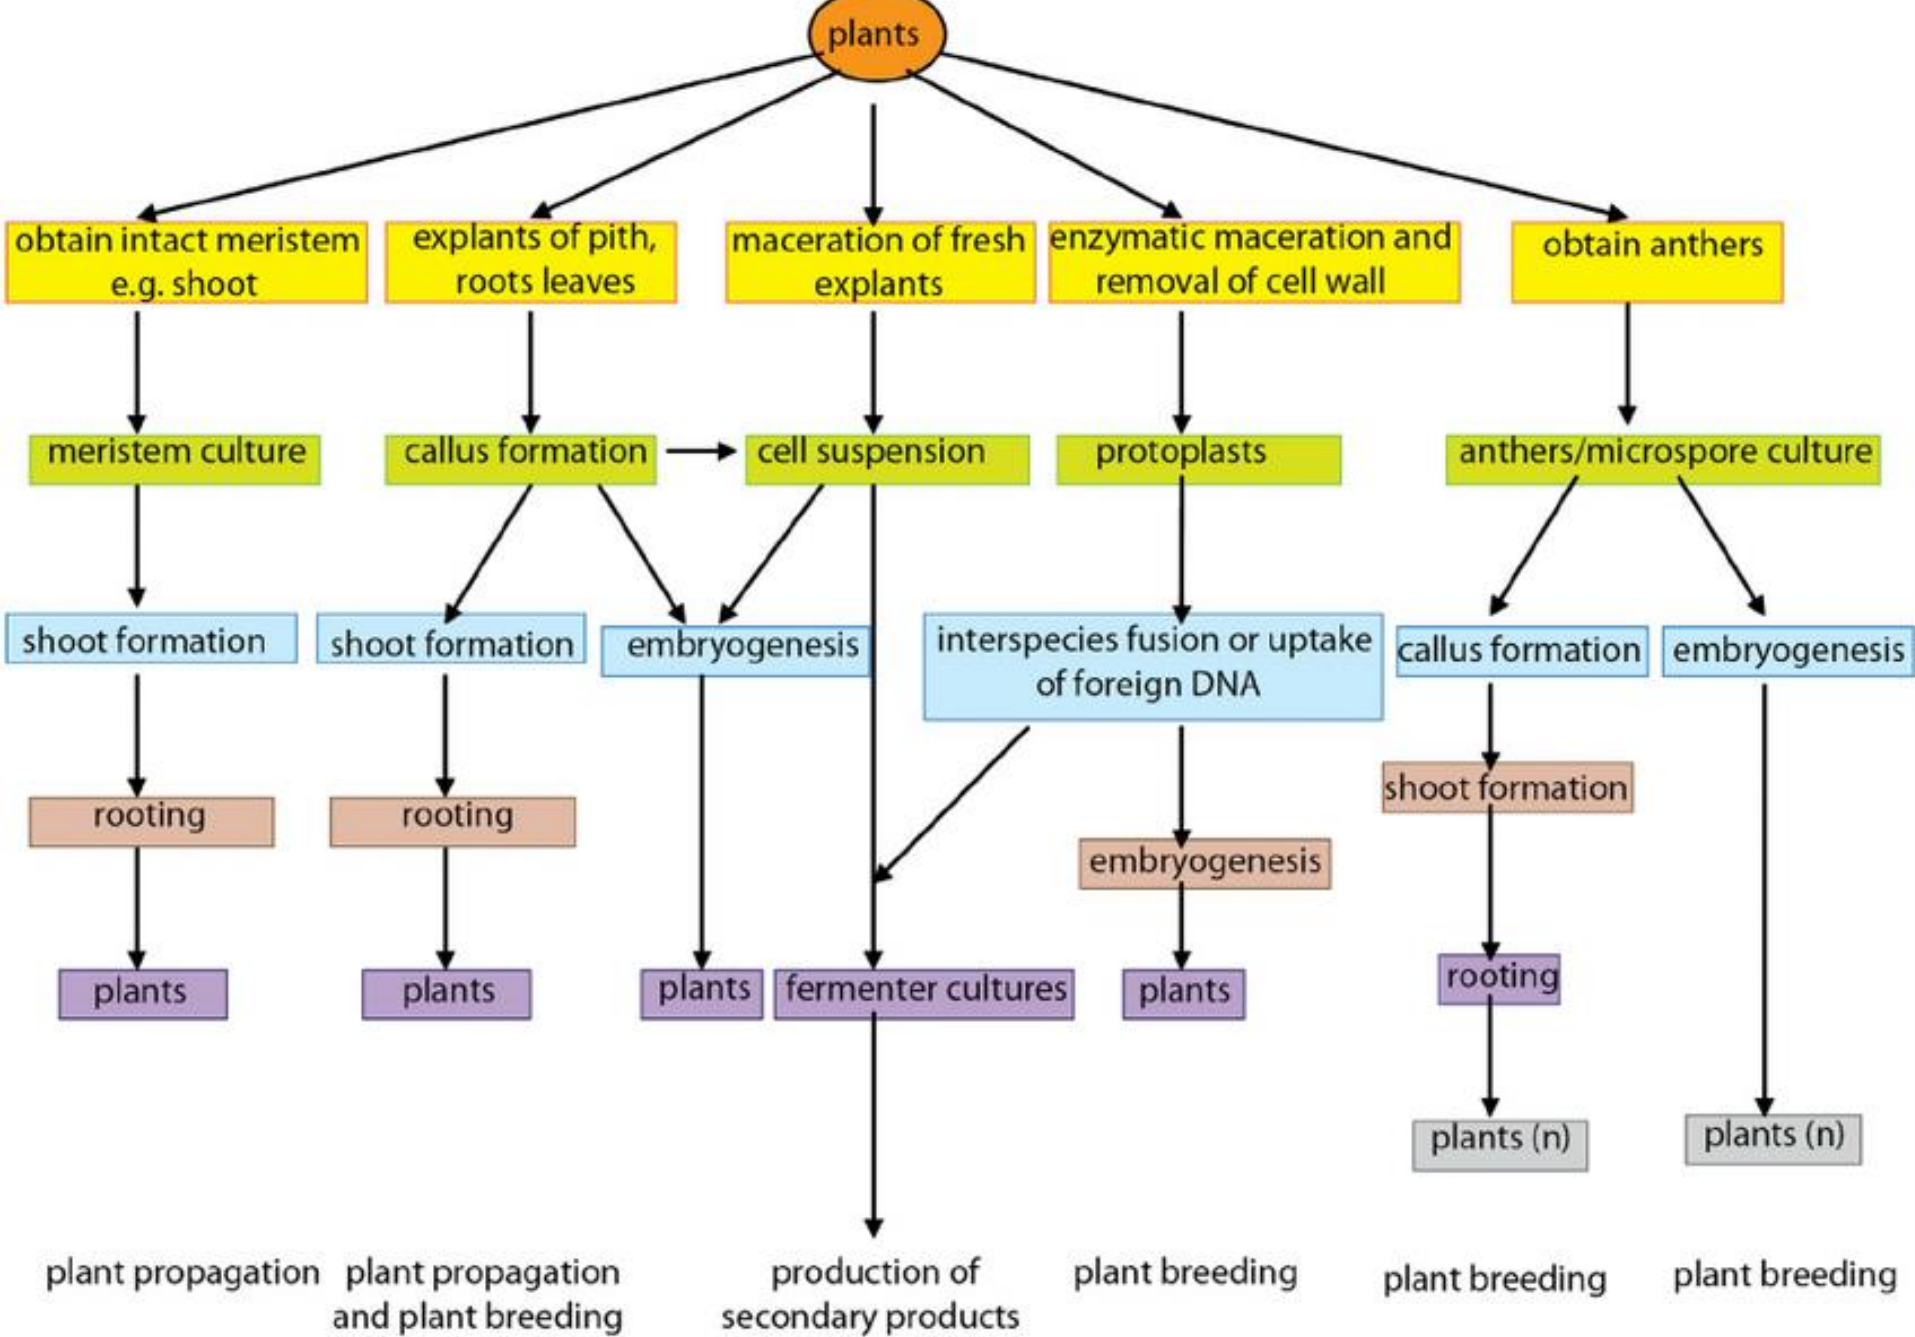 plants
obtain intact meristem
e.g. shoot
explants of pith,
roots leaves
maceration of fresh
explants
enzymatic maceration and
removal of cell wall
obtain anthers
meristem culture
callus formation
cell suspension
protoplasts
anthers/microspore culture
shoot formation
shoot formation
embryogenesis
interspecies fusion or uptake
of foreign DNA
callus formation
embryogenesis
rooting
rooting
shoot formation
embryogenesis
plants
plants
plants
fermenter cultures
plants
rooting
plants (n)
plants (n)
plant propagation
plant propagation
and plant breeding
production of
secondary products
plant breeding
plant breeding
plant breeding